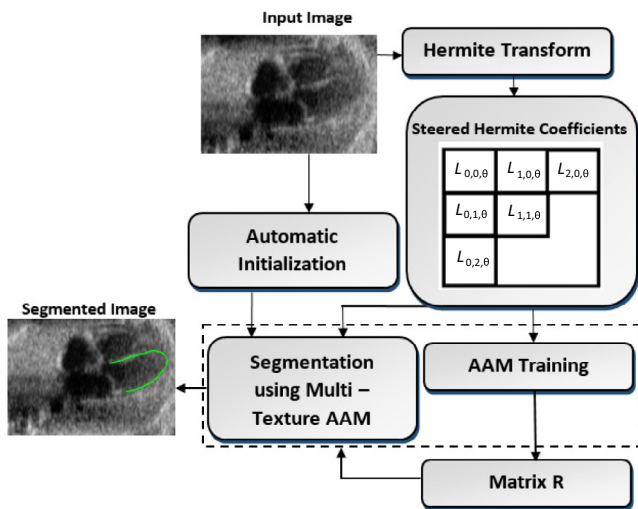 Input Image
Hermite Transform
Steered Hermite Coefficients
L0,0,θ L1,0,θ L2,0,θ
L0,1,θ L1,1,θ
L0,2,θ
Automatic
Initialization
Segmented Image
Segmentation
using Multi –
Texture AAM
AAM Training
Matrix R